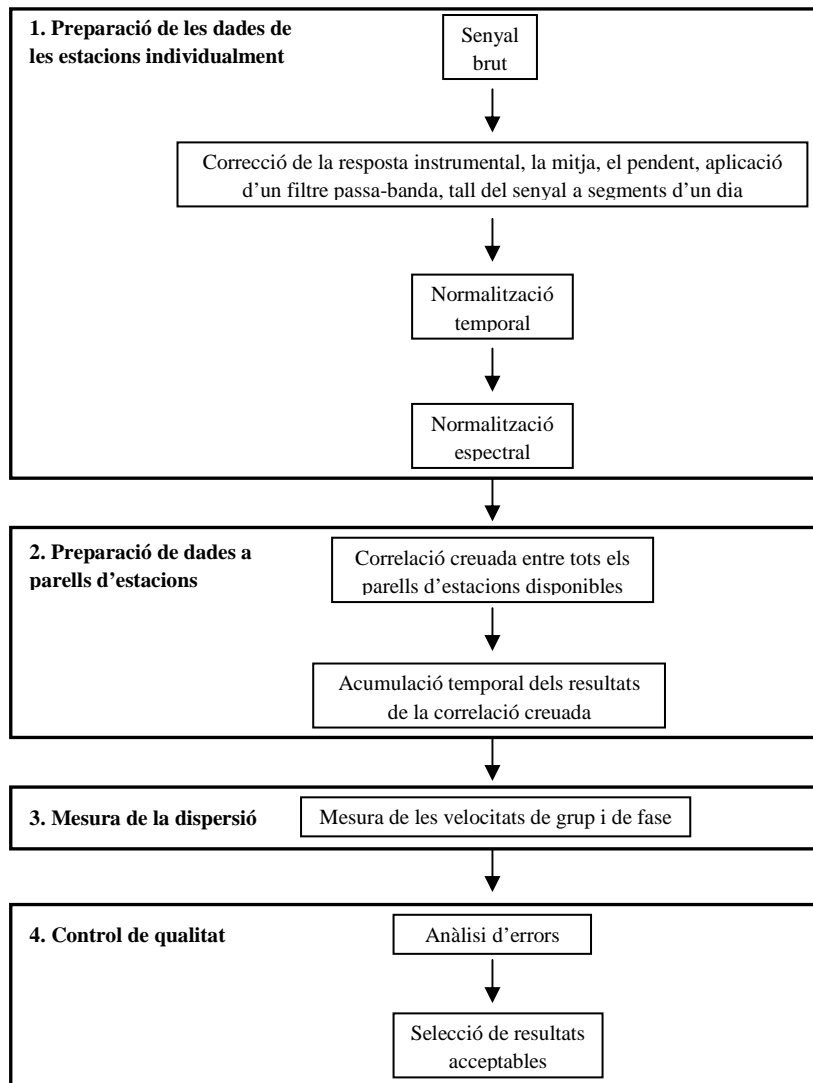 1. Preparació de les dades de
les estacions individualment
Senyal
brut
Correcció de la resposta instrumental, la mitja, el pendent, aplicació
d’un filtre passa-banda, tall del senyal a segments d’un dia
Normalització
temporal
Normalització
espectral
2. Preparació de dades a
parells d’estacions
Correlació creuada entre tots els
parells d’estacions disponibles
Acumulació temporal dels resultats
de la correlació creuada
3. Mesura de la dispersió
Mesura de les velocitats de grup i de fase
4. Control de qualitat
Anàlisi d’errors
Selecció de resultats
acceptables